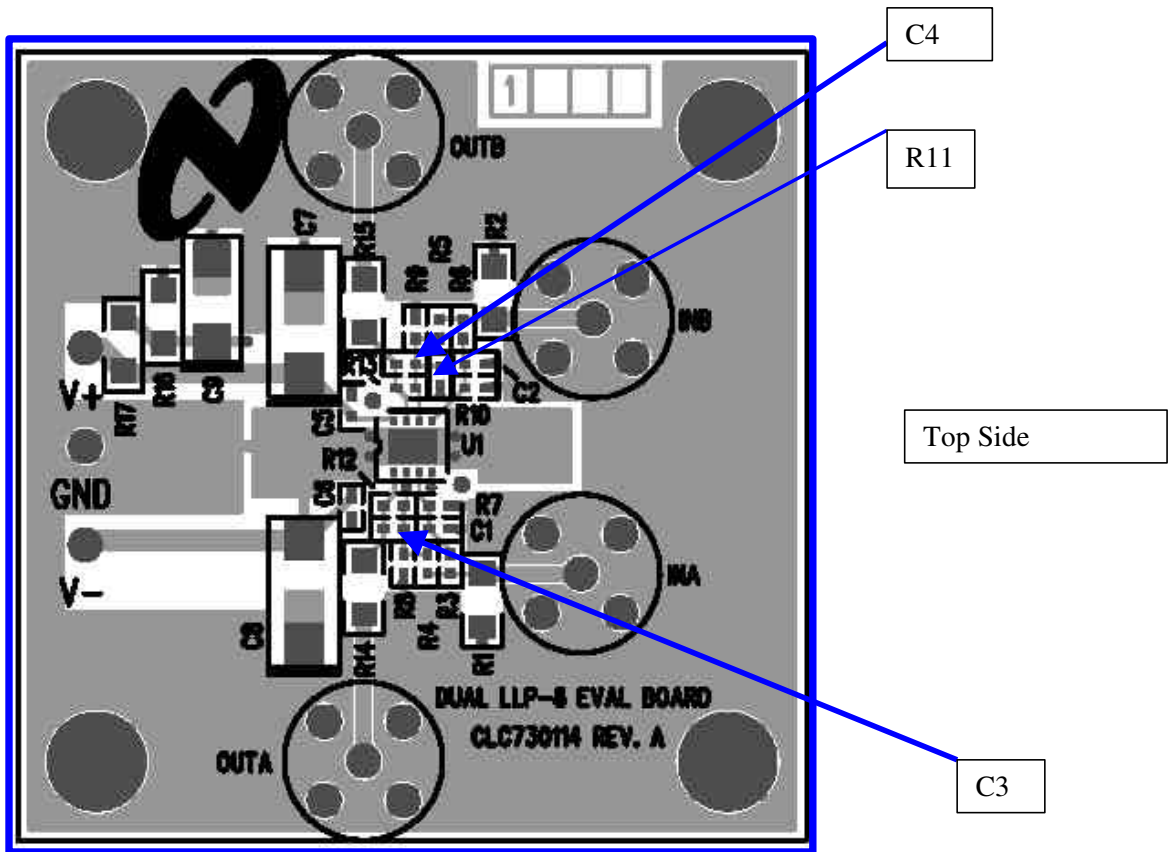 C4
1
OUTB
R11
C7
R15
R5
R2
R9
R6
INB
R13
C2
V+
R17
R16
C9
C5
R10
U1
R12
GND
C6
R7
C1
V-
INA
R3
R4
R1
R14
DUAL LLP-8 EVAL BOARD
CLC730114 REV. A
OUTA
Top Side
C3